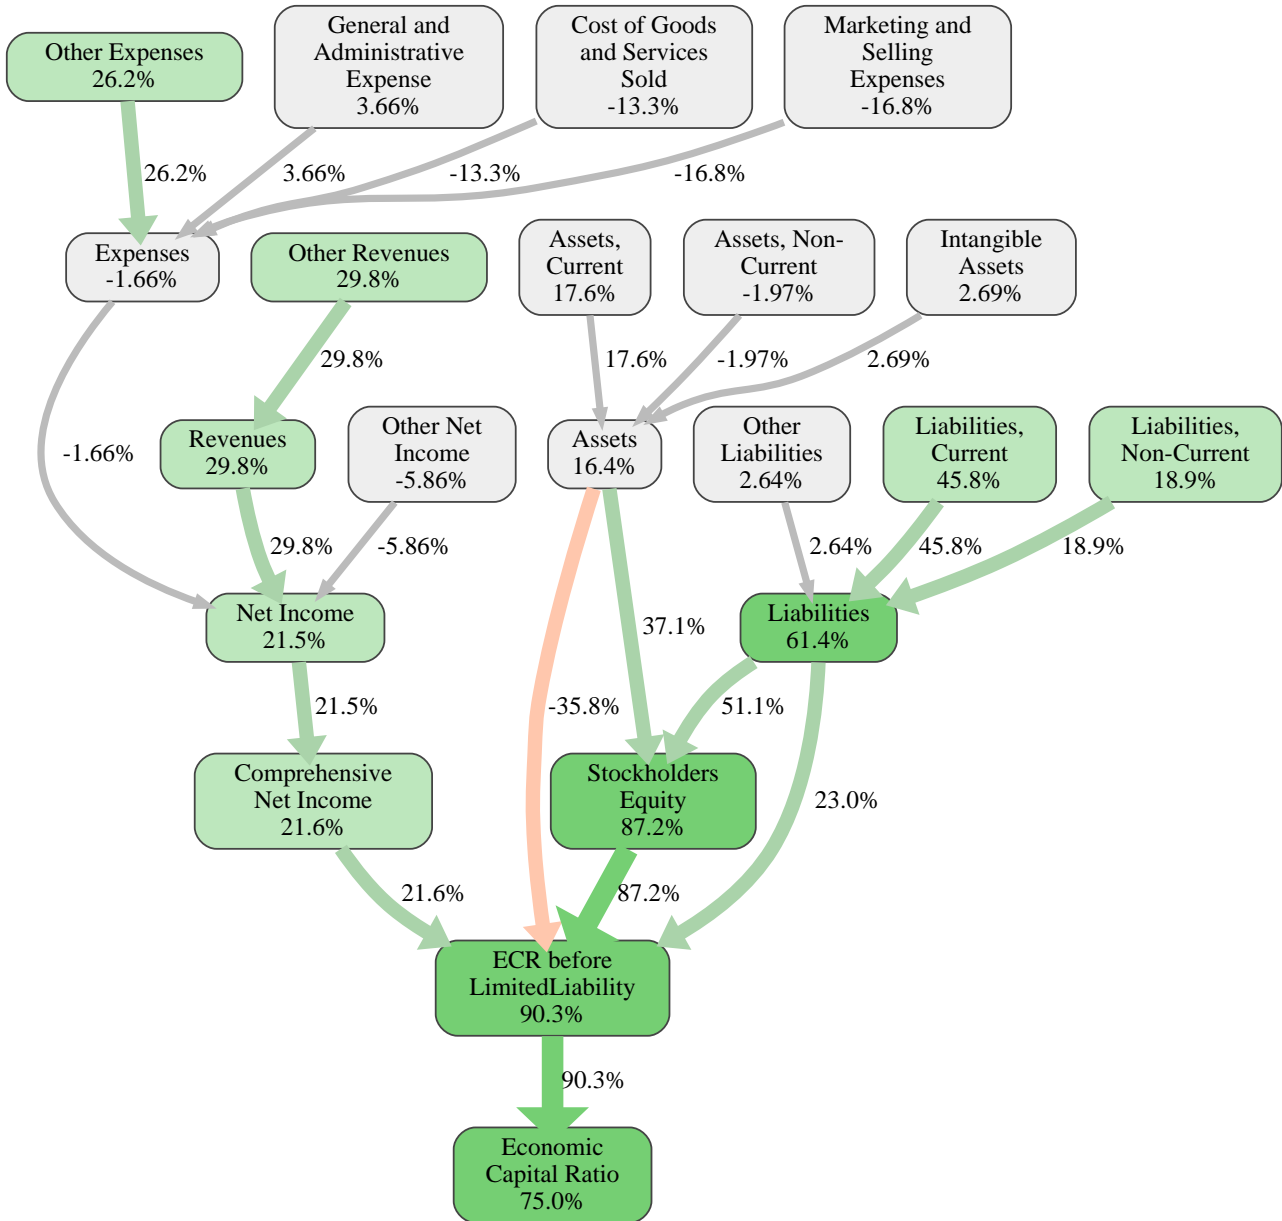 Other Expenses
26.2%
General and
Administrative
Expense
3.66%
Cost of Goods
and Services
Sold
-13.3%
Marketing and
Selling
Expenses
-16.8%
26.2%
3.66%
-13.3%
-16.8%
Expenses
-1.66%
Other Revenues
29.8%
Assets,
Current
17.6%
Assets, Non-
Current
-1.97%
Intangible
Assets
2.69%
29.8%
17.6%
-1.97%
2.69%
-1.66%
Revenues
29.8%
Other Net
Income
-5.86%
Assets
16.4%
Other
Liabilities
2.64%
Liabilities,
Current
45.8%
Liabilities,
Non-Current
18.9%
29.8%
-5.86%
2.64%
45.8%
18.9%
Net Income
21.5%
37.1%
Liabilities
61.4%
21.5%
-35.8%
51.1%
Comprehensive
Net Income
21.6%
Stockholders
Equity
87.2%
23.0%
21.6%
87.2%
ECR before
LimitedLiability
90.3%
90.3%
Economic
Capital Ratio
75.0%